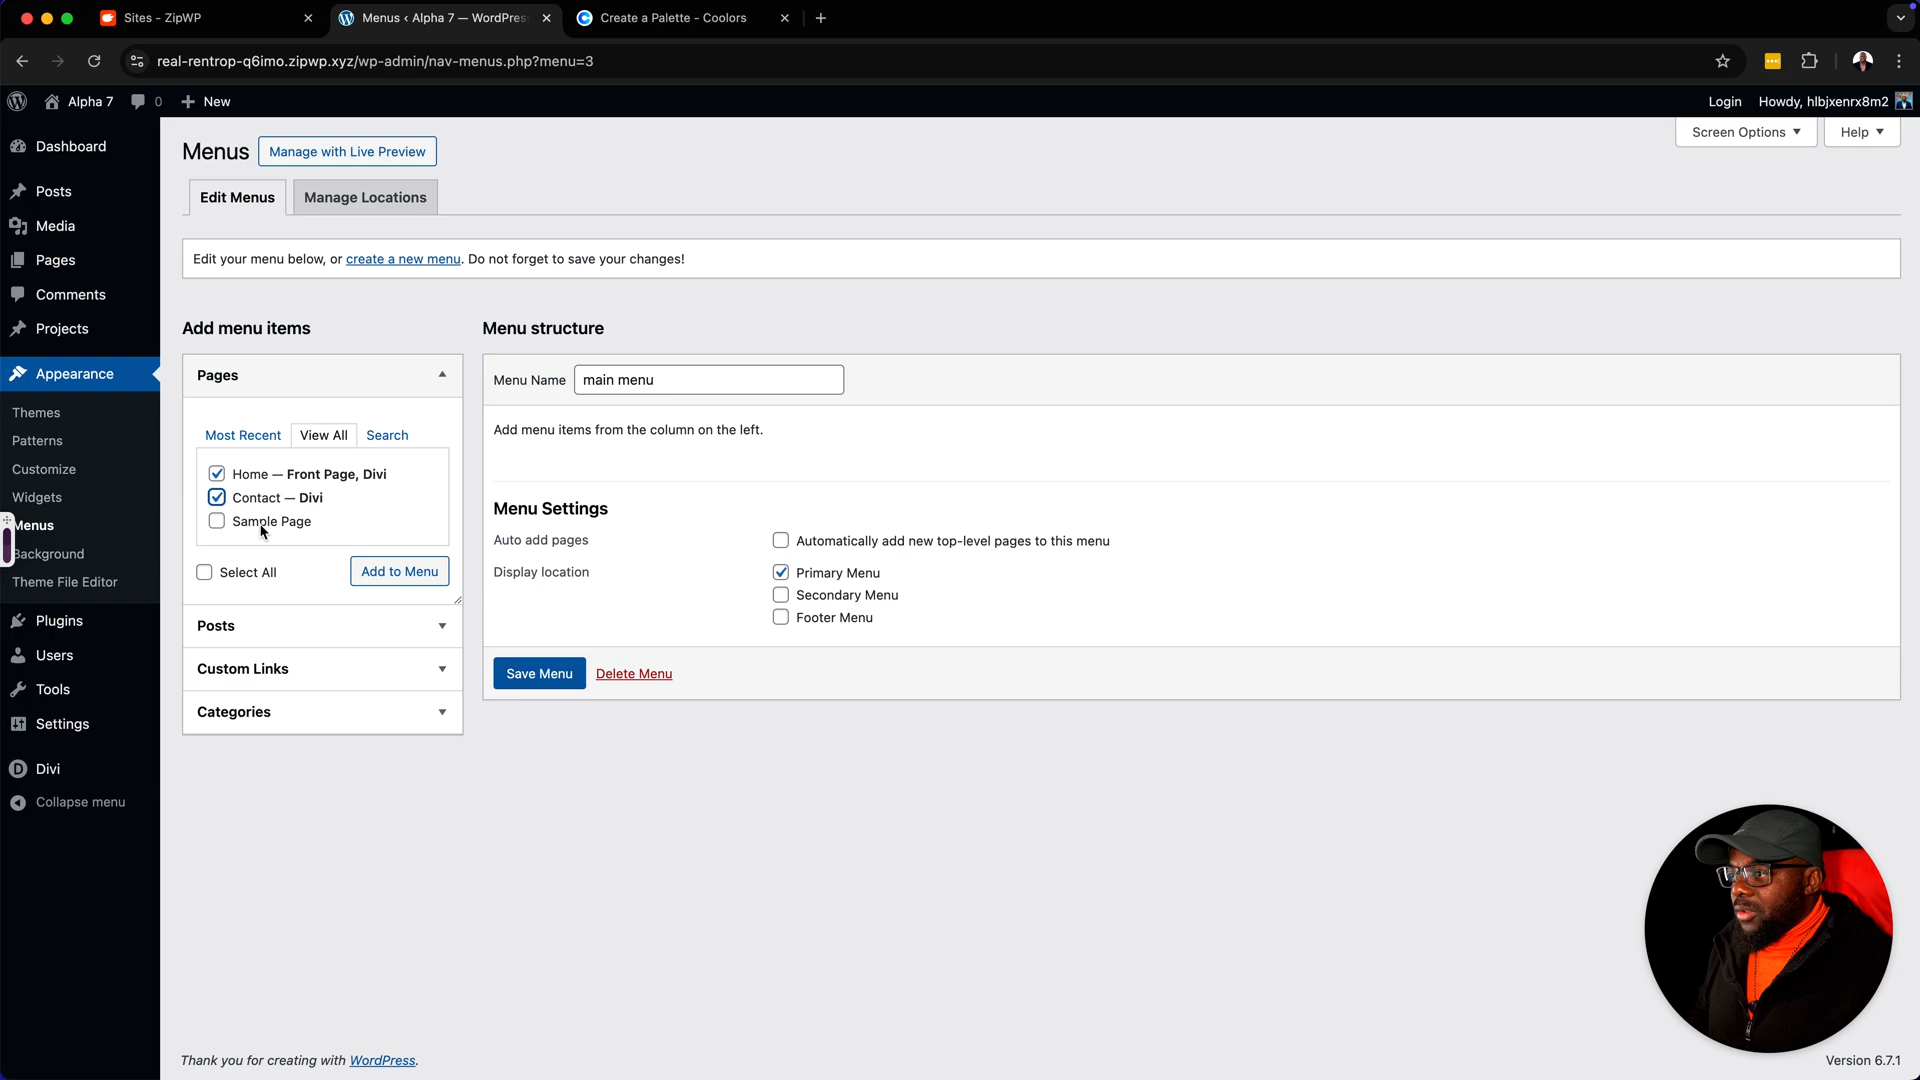 Sites - ZipWP
Menus ‹ Alpha 7 — WordPress
Create a Palette - Coolors
real-rentrop-q6imo.zipwp.xyz/wp-admin/nav-menus.php?menu=3
Alpha 7
0
New
Login
Howdy, hlbjxenrx8m2
Dashboard
Posts
Media
Pages
Comments
Projects
Appearance
Themes
Patterns
Customize
Widgets
Menus
Background
Theme File Editor
Plugins
Users
Tools
Settings
Divi
Collapse menu
Screen Options
Help
Menus
Manage with Live Preview
Edit Menus
Manage Locations
Edit your menu below, or create a new menu. Do not forget to save your changes!
Add menu items
Pages
Most Recent
View All
Search
Home — Front Page, Divi
Contact — Divi
Sample Page
Select All
Add to Menu
Posts
Custom Links
Categories
Menu structure
Menu Name
main menu
Add menu items from the column on the left.
Menu Settings
Auto add pages
Automatically add new top-level pages to this menu
Display location
Primary Menu
Secondary Menu
Footer Menu
Save Menu
Delete Menu
Thank you for creating with WordPress.
Version 6.7.1